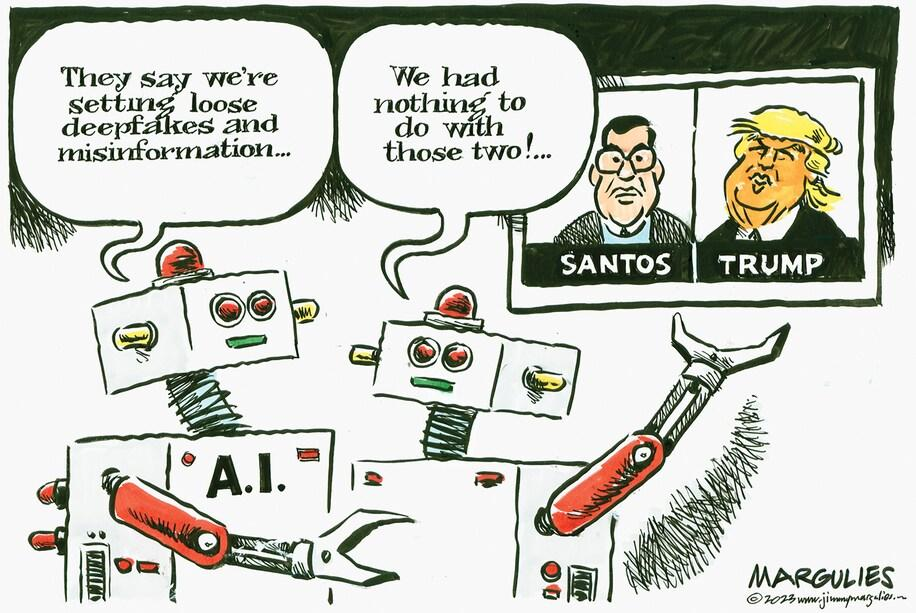 They say we're
setting loose
deepfakes and
misinformation...
We had
nothing to
do with
those two!...
SANTOS
TRUMP
A.I.
MARGULIES
©2023 www.jimmymargulies.